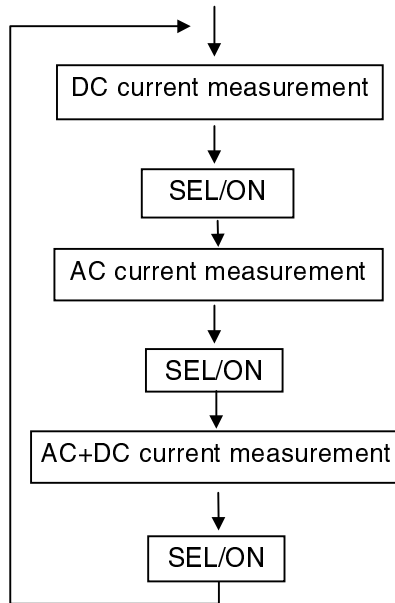 DC current measurement
SEL/ON
AC current measurement
SEL/ON
AC+DC current measurement
SEL/ON